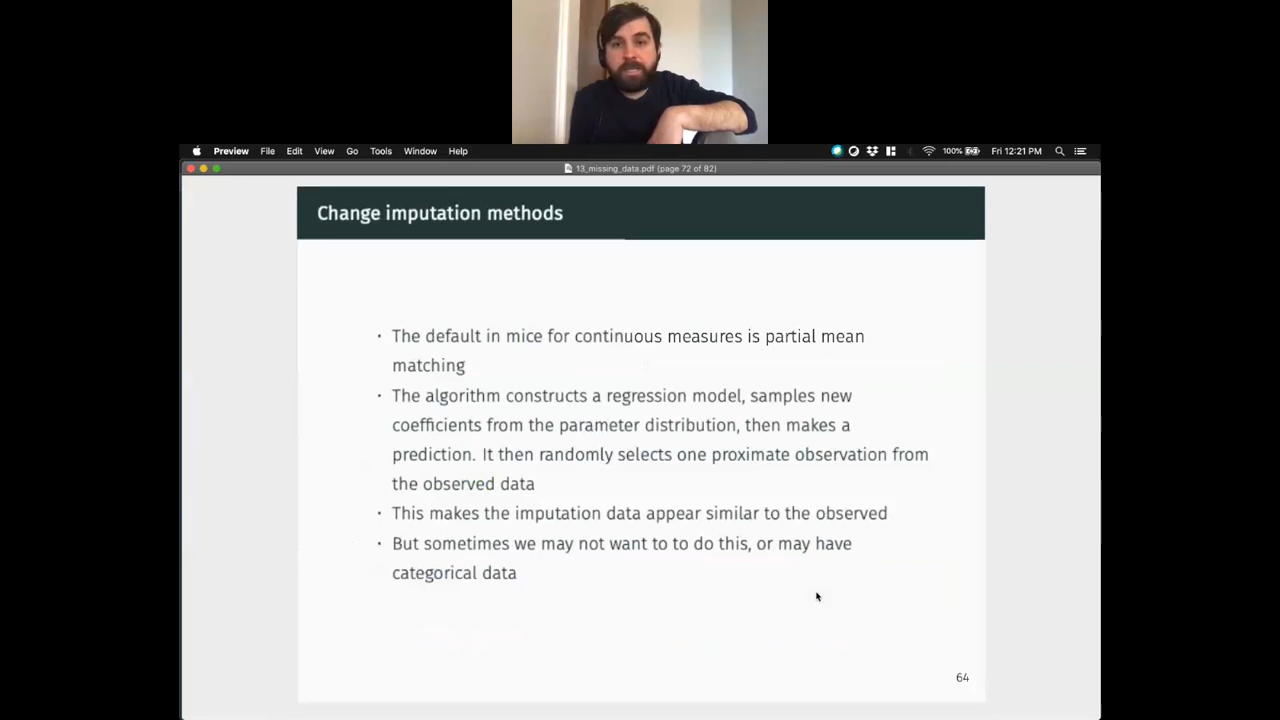 Preview File Edit View Go Tools Window Help 100% Fri 12:21 PM
13_missing_data.pdf (page 72 of 82)
Change imputation methods
· The default in mice for continuous measures is partial mean
matching
· The algorithm constructs a regression model, samples new
coefficients from the parameter distribution, then makes a
prediction. It then randomly selects one proximate observation from
the observed data
· This makes the imputation data appear similar to the observed
· But sometimes we may not want to to do this, or may have
categorical data
64